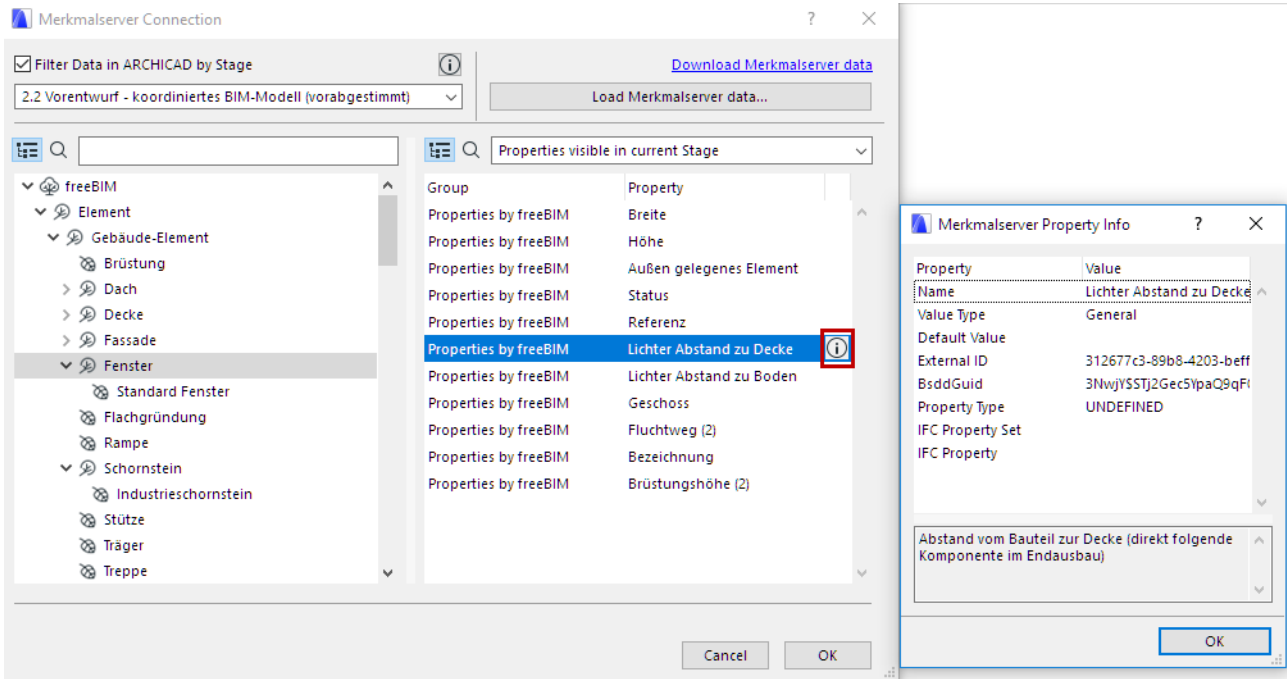 Merkmalserver Connection
Filter Data in ARCHICAD by Stage
Download Merkmalserver data
2.2 Vorentwurf - koordiniertes BIM-Modell (vorabgestimmt)
Load Merkmalserver data...
freeBIM
Element
Gebäude-Element
Brüstung
Dach
Decke
Fassade
Fenster
Standard Fenster
Flachgründung
Rampe
Schornstein
Industrieschornstein
Stütze
Träger
Treppe
Properties visible in current Stage
Group Property
Properties by freeBIM Breite
Properties by freeBIM Höhe
Properties by freeBIM Außen gelegenes Element
Properties by freeBIM Status
Properties by freeBIM Referenz
Properties by freeBIM Lichter Abstand zu Decke
Properties by freeBIM Lichter Abstand zu Boden
Properties by freeBIM Geschoss
Properties by freeBIM Fluchtweg (2)
Properties by freeBIM Bezeichnung
Properties by freeBIM Brüstungshöhe (2)
Cancel OK
Merkmalserver Property Info
Property Value
Name Lichter Abstand zu Decke
Value Type General
Default Value
External ID 312677c3-89b8-4203-beff
BsddGuid 3NwjY$STj2Gec5YpaQ9qF
Property Type UNDEFINED
IFC Property Set
IFC Property
Abstand vom Bauteil zur Decke (direkt folgende
Komponente im Endausbau)
OK